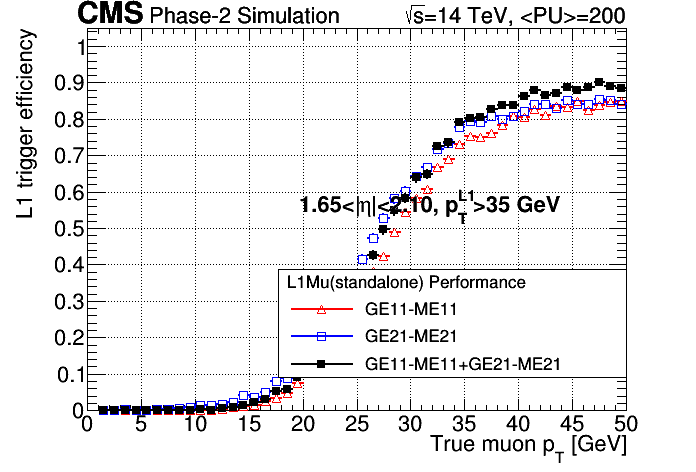 CMS Phase-2 Simulation √s=14 TeV, <PU>=200
L1 trigger efficiency
1
0.9
0.8
0.7
0.6
0.5
0.4
0.3
0.2
0.1
0
1.65<|η|<2.10, p_T^L1>35 GeV
L1Mu(standalone) Performance
GE11-ME11
GE21-ME21
GE11-ME11+GE21-ME21
0 5 10 15 20 25 30 35 40 45 50
True muon p_T [GeV]